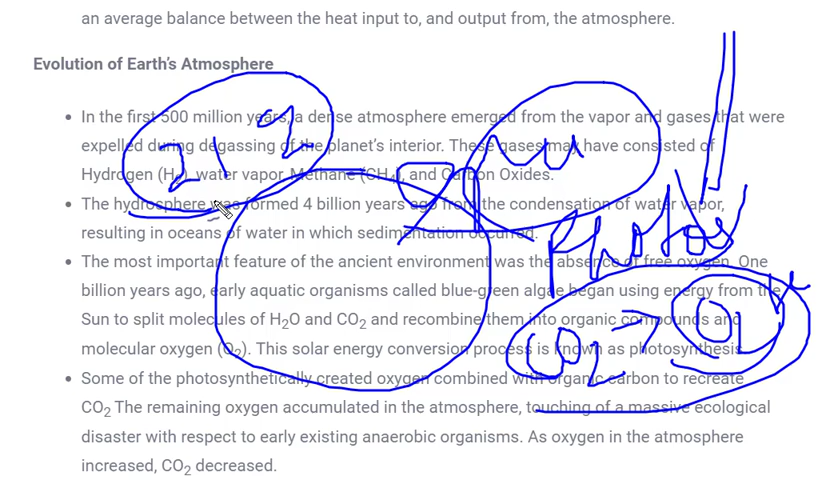 an average balance between the heat input to, and output from, the atmosphere.
Evolution of Earth's Atmosphere
• In the first 500 million years, a dense atmosphere emerged from the vapor and gases that were
expelled during degassing of the planet's interior. These gases may have consisted of
Hydrogen (H₂), water vapor, Methane (CH₄), and Carbon Oxides.
• The hydrosphere was formed 4 billion years ago from the condensation of water vapor,
resulting in oceans of water in which sedimentation occurred.
• The most important feature of the ancient environment was the absence of free oxygen. One
billion years ago, early aquatic organisms called blue-green algae began using energy from the
Sun to split molecules of H₂O and CO₂ and recombine them into organic compounds and
molecular oxygen (O₂). This solar energy conversion process is known as photosynthesis.
• Some of the photosynthetically created oxygen combined with organic carbon to recreate
CO₂ The remaining oxygen accumulated in the atmosphere, touching of a massive ecological
disaster with respect to early existing anaerobic organisms. As oxygen in the atmosphere
increased, CO₂ decreased.
Photos
CO₂ →